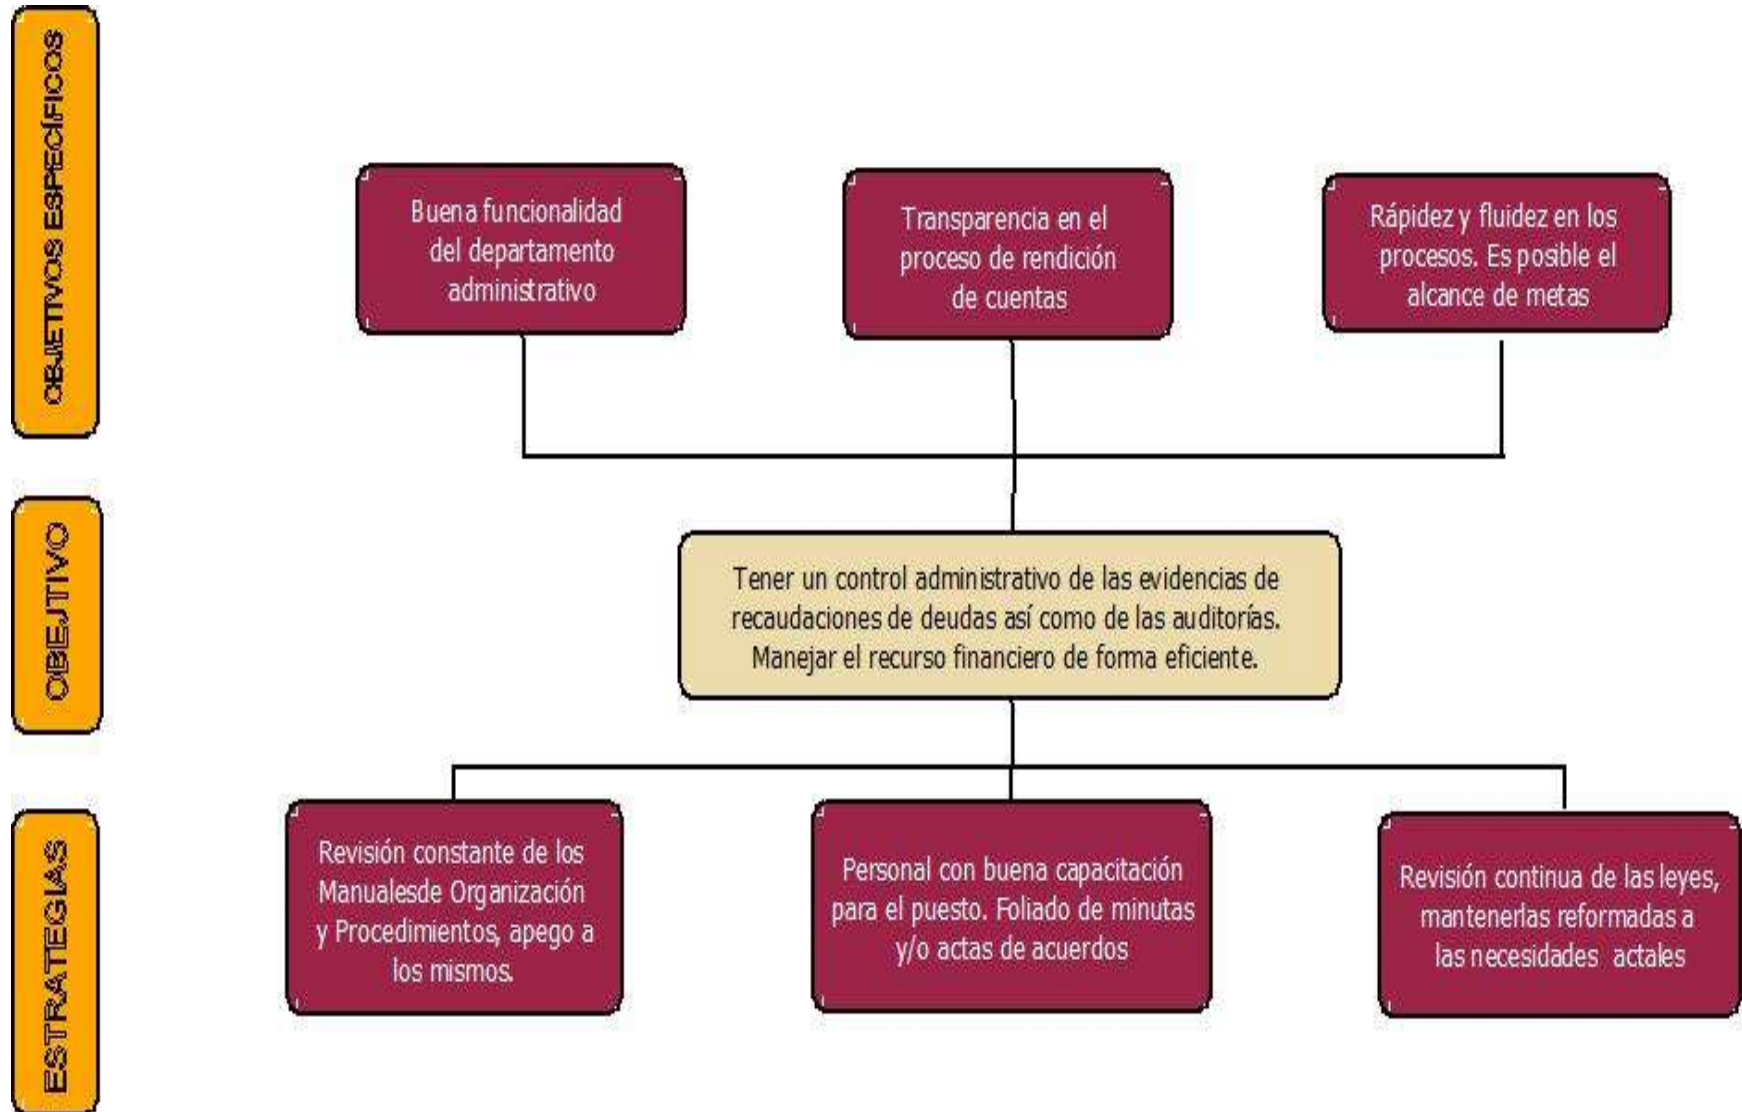 OBJETIVOS ESPECÍFICOS
Buena funcionalidad
del departamento
administrativo
Transparencia en el
proceso de rendición
de cuentas
Rápidez y fluidez en los
procesos. Es posible el
alcance de metas
OBEJTIVO
Tener un control administrativo de las evidencias de
recaudaciones de deudas así como de las auditorías.
Manejar el recurso financiero de forma eficiente.
ESTRATEGIAS
Revisión constante de los
Manualesde Organización
y Procedimientos, apego a
los mismos.
Personal con buena capacitación
para el puesto. Foliado de minutas
y/o actas de acuerdos
Revisión continua de las leyes,
mantenerlas reformadas a
las necesidades actales